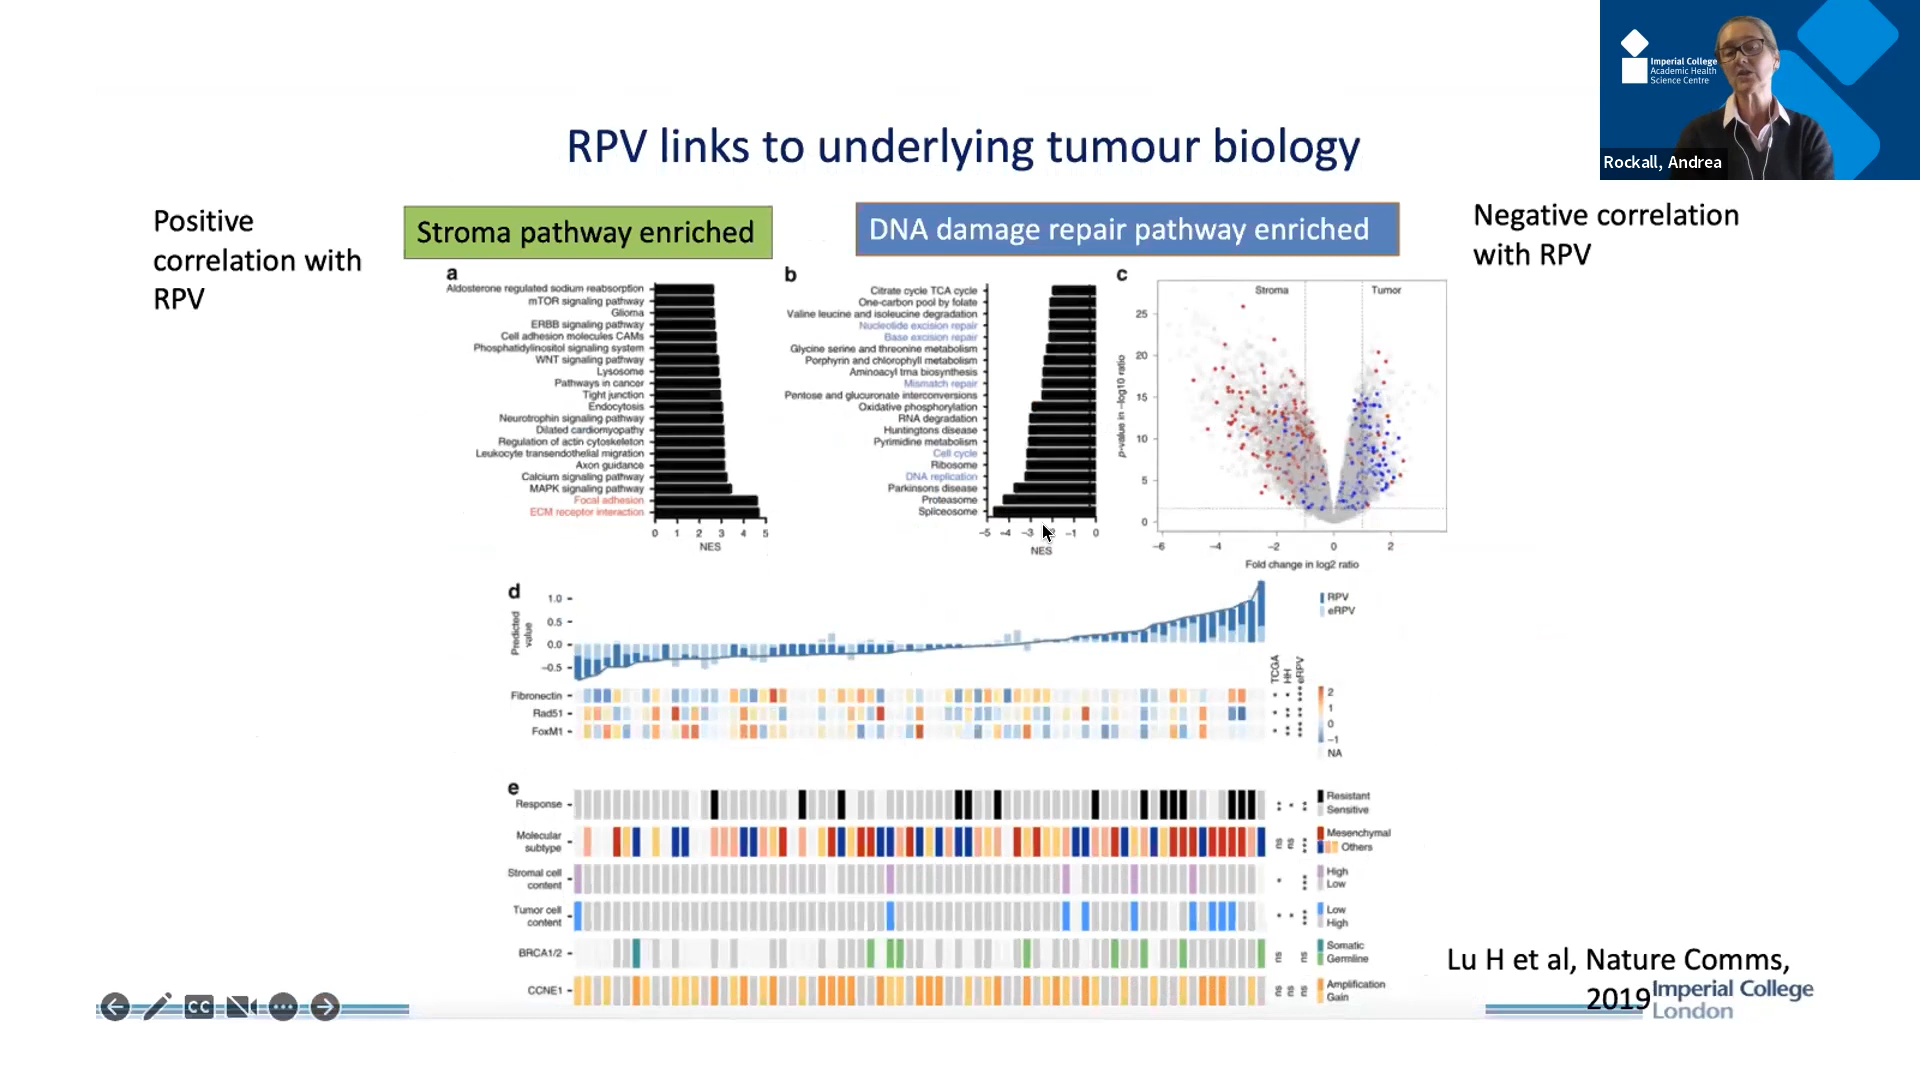 Imperial College
Academic Health
Science Centre
Rockall, Andrea
RPV links to underlying tumour biology
Positive
correlation with
RPV
Stroma pathway enriched
DNA damage repair pathway enriched
Negative correlation
with RPV
a
Aldosterone regulated sodium reabsorption
mTOR signaling pathway
Glioma
ERBB signaling pathway
Cell adhesion molecules CAMs
Phosphatidylinositol signaling system
WNT signaling pathway
Lysosome
Pathways in cancer
Tight junction
Endocytosis
Neurotrophin signaling pathway
Dilated cardiomyopathy
Regulation of actin cytoskeleton
Leukocyte transendothelial migration
Axon guidance
Calcium signaling pathway
MAPK signaling pathway
Focal adhesion
ECM receptor interaction
0 1 2 3 4 5
NES
b
Citrate cycle TCA cycle
One-carbon pool by folate
Valine leucine and isoleucine degradation
Nucleotide excision repair
Base excision repair
Glycine serine and threonine metabolism
Porphyrin and chlorophyll metabolism
Aminoacyl trna biosynthesis
Mismatch repair
Pentose and glucuronate interconversions
Oxidative phosphorylation
RNA degradation
Huntingtons disease
Pyrimidine metabolism
Cell cycle
Ribosome
DNA replication
Parkinsons disease
Proteasome
Spliceosome
−5 −4 −3 −2 −1 0
NES
c
Stroma Tumor
25
20
15
10
5
0
p-value in −log10 ratio
−6 −4 −2 0 2
Fold change in log2 ratio
d
Predicted
value
1.0
0.5
0.0
−0.5
RPV
eRPV
TCGA
HH
eRPV
Fibronectin
Rad51
FoxM1
2
1
0
−1
NA
e
Response
Resistant
Sensitive
Molecular
subtype
ns ns
Mesenchymal
Others
Stromal cell
content
High
Low
Tumor cell
content
Low
High
BRCA1/2
ns ns
Somatic
Germline
CCNE1
ns ns ns
Amplification
Gain
Lu H et al, Nature Comms,
2019
Imperial College
London
CC